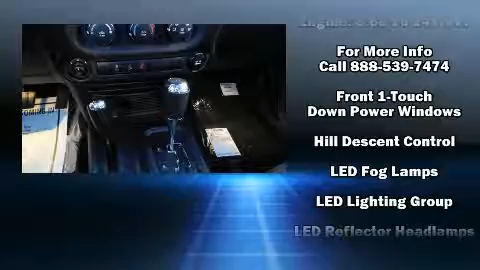 For More Info
Call 888-539-7474
Front 1-Touch
Down Power Windows
Hill Descent Control
LED Fog Lamps
LED Lighting Group
LED Reflector Headlamps